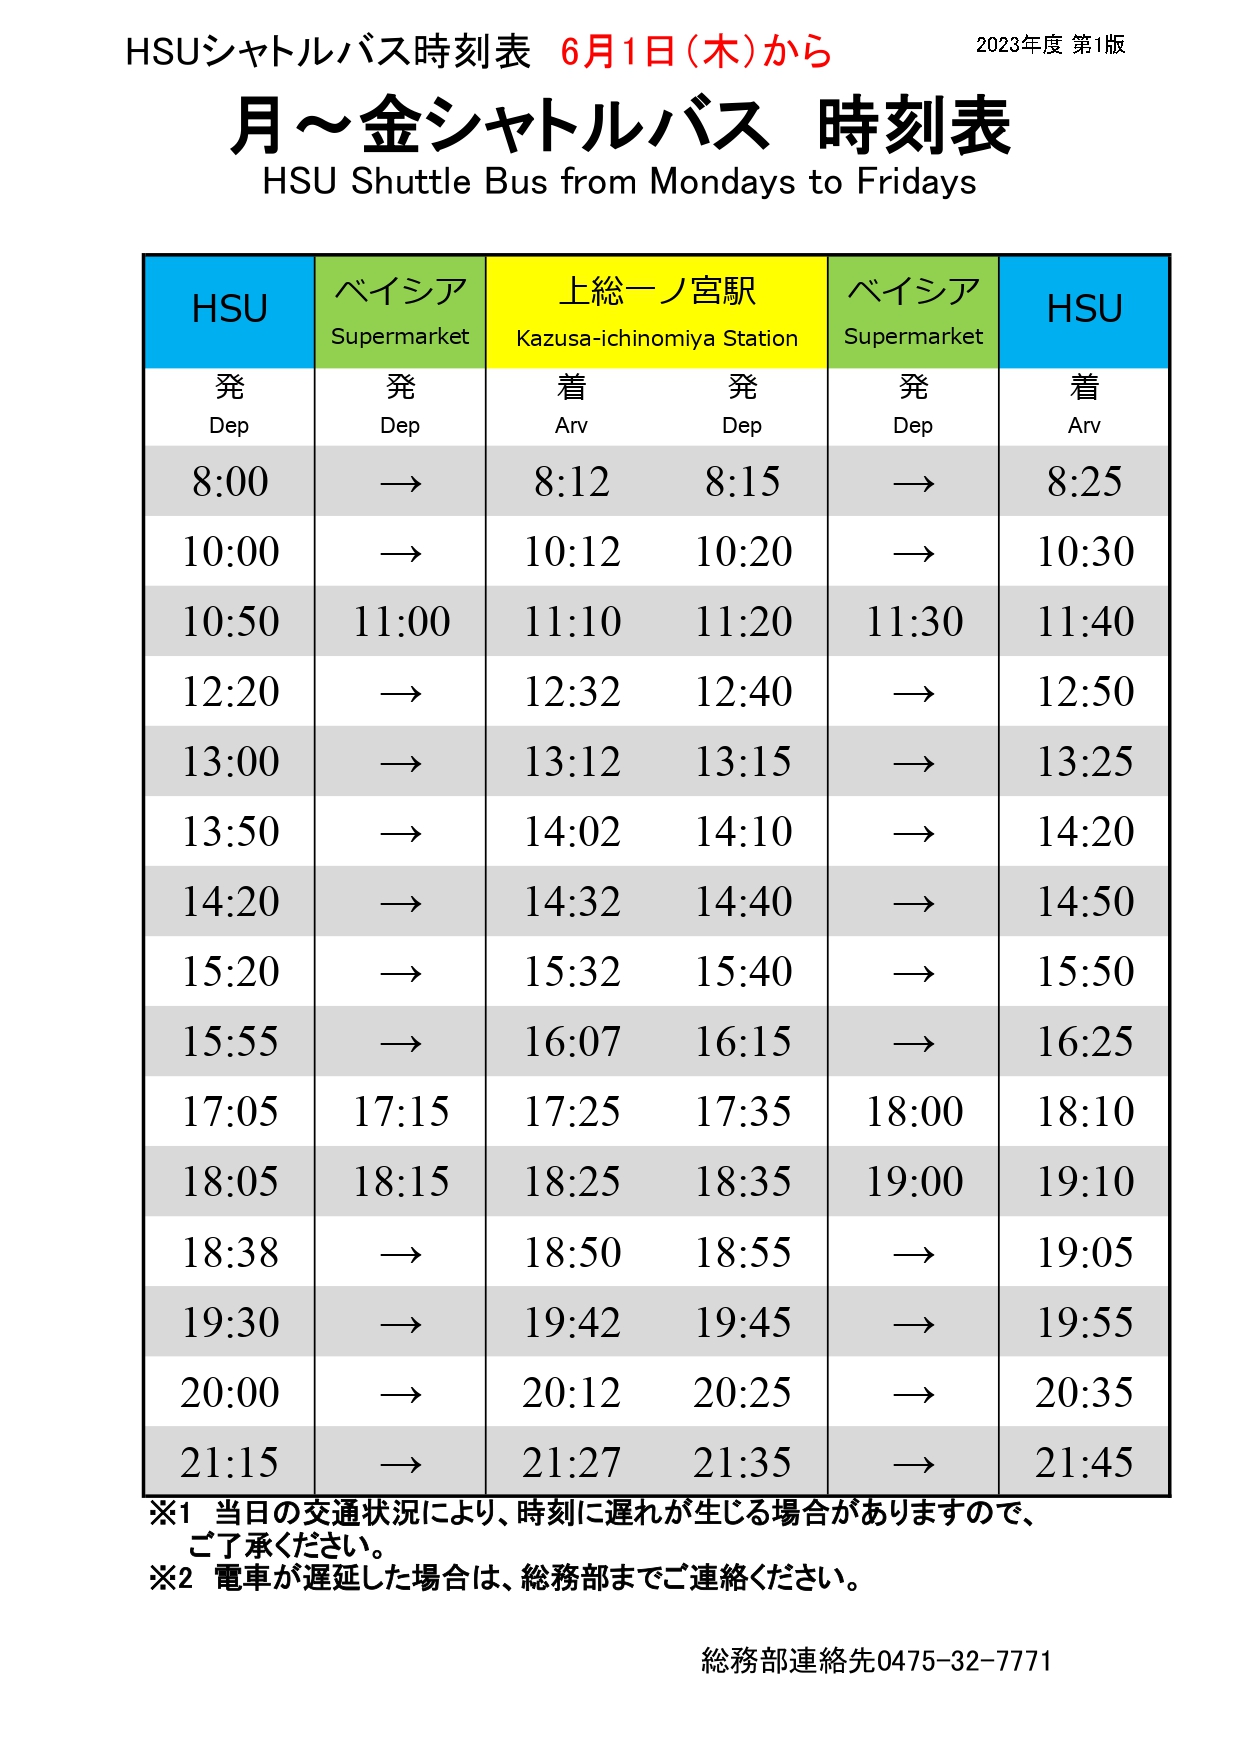 HSUシャトルバス時刻表　6月1日（木）から
2023年度 第1版
月～金シャトルバス　時刻表
HSU Shuttle Bus from Mondays to Fridays
HSU ベイシア 上総一ノ宮駅 ベイシア HSU
Supermarket Kazusa-ichinomiya Station Supermarket
発 発 着 発 発 着
Dep Dep Arv Dep Dep Arv
8:00 → 8:12 8:15 → 8:25
10:00 → 10:12 10:20 → 10:30
10:50 11:00 11:10 11:20 11:30 11:40
12:20 → 12:32 12:40 → 12:50
13:00 → 13:12 13:15 → 13:25
13:50 → 14:02 14:10 → 14:20
14:20 → 14:32 14:40 → 14:50
15:20 → 15:32 15:40 → 15:50
15:55 → 16:07 16:15 → 16:25
17:05 17:15 17:25 17:35 18:00 18:10
18:05 18:15 18:25 18:35 19:00 19:10
18:38 → 18:50 18:55 → 19:05
19:30 → 19:42 19:45 → 19:55
20:00 → 20:12 20:25 → 20:35
21:15 → 21:27 21:35 → 21:45
※1　当日の交通状況により、時刻に遅れが生じる場合がありますので、
ご了承ください。
※2　電車が遅延した場合は、総務部までご連絡ください。
総務部連絡先0475-32-7771